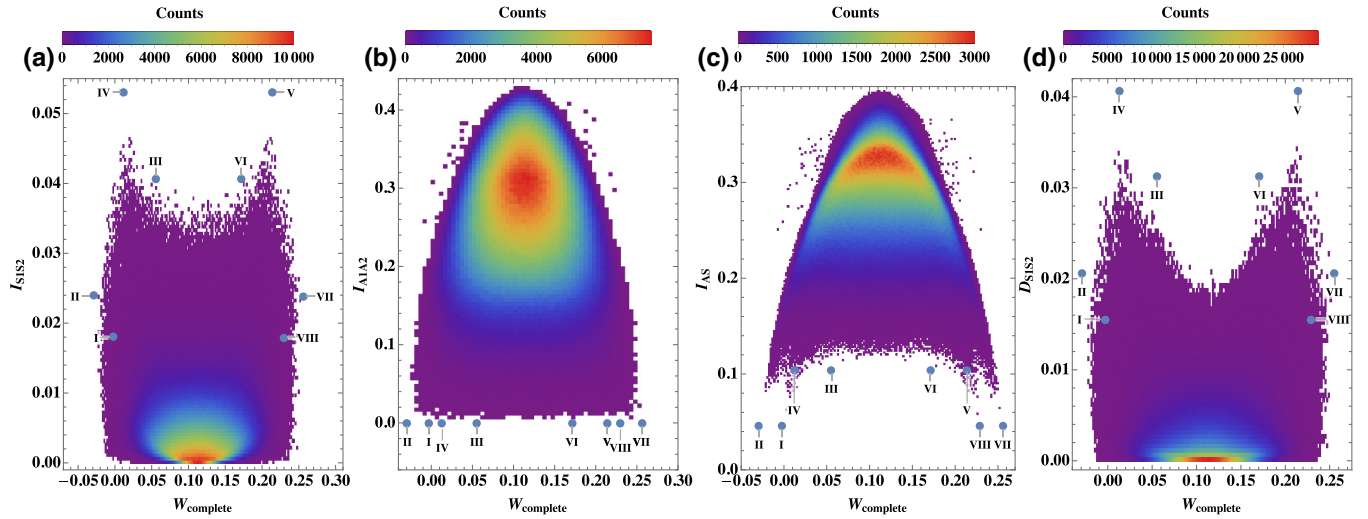 Counts
0 2000 4000 6000 8000 10 000
(a)
IV V
III VI
II VII
I VIII
I_S1S2
0.05
0.04
0.03
0.02
0.01
0.00
−0.05 0.00 0.05 0.10 0.15 0.20 0.25 0.30
W_complete
Counts
0 2000 4000 6000
(b)
I_A1A2
0.4
0.3
0.2
0.1
0.0
II I IV III VI V VIII VII
0.00 0.05 0.10 0.15 0.20 0.25 0.30
W_complete
Counts
0 500 1000 1500 2000 2500 3000
(c)
I_AS
0.4
0.3
0.2
0.1
0.0
IV III VI V
II I VIII VII
0.00 0.05 0.10 0.15 0.20 0.25 0.30
W_complete
Counts
0 5000 10 000 15 000 20 000 25 000
(d)
IV V
III VI
II VII
I VIII
D_S1S2
0.04
0.03
0.02
0.01
0.00
0.00 0.05 0.10 0.15 0.20 0.25
W_complete